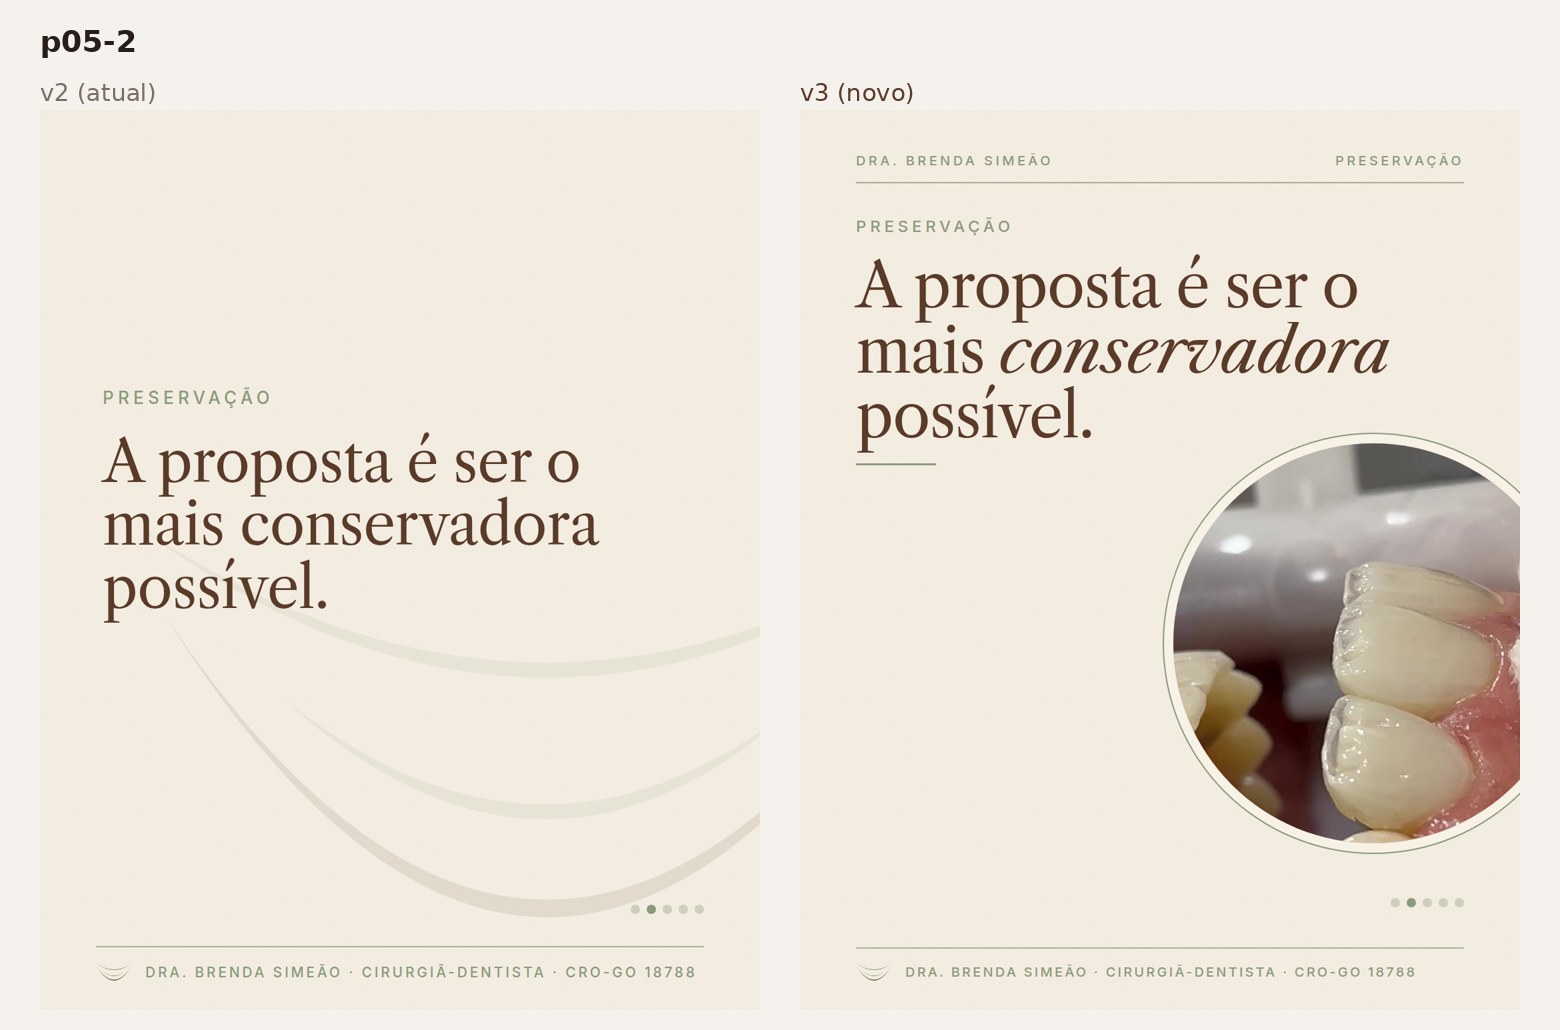 p05-2
v2 (atual)
PRESERVAÇÃO
A proposta é ser o
mais conservadora
possível.
DRA. BRENDA SIMEÃO · CIRURGIÃ-DENTISTA · CRO-GO 18788
v3 (novo)
DRA. BRENDA SIMEÃO
PRESERVAÇÃO
PRESERVAÇÃO
A proposta é ser o
mais conservadora
possível.
DRA. BRENDA SIMEÃO · CIRURGIÃ-DENTISTA · CRO-GO 18788